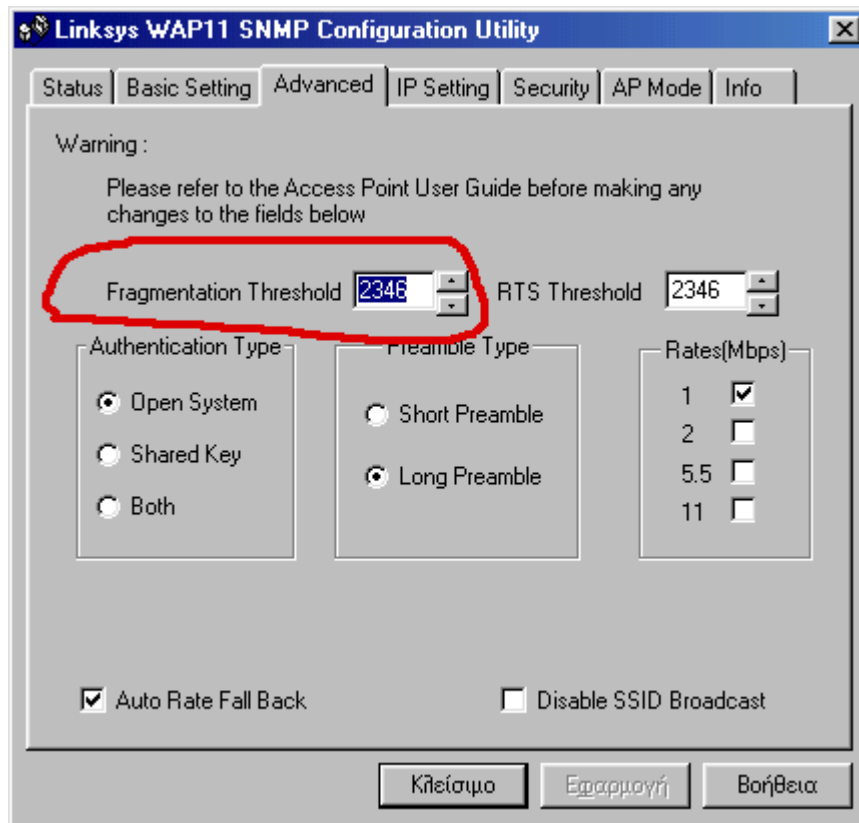 Linksys WAP11 SNMP Configuration Utility
Status Basic Setting Advanced IP Setting Security AP Mode Info
Warning :
Please refer to the Access Point User Guide before making any
changes to the fields below
Fragmentation Threshold 2346 RTS Threshold 2346
Authentication Type Preamble Type Rates(Mbps)
Open System Short Preamble 1
Shared Key Long Preamble 2
Both 5.5
11
Auto Rate Fall Back Disable SSID Broadcast
Κλείσιμο Εφαρμογή Βοήθεια